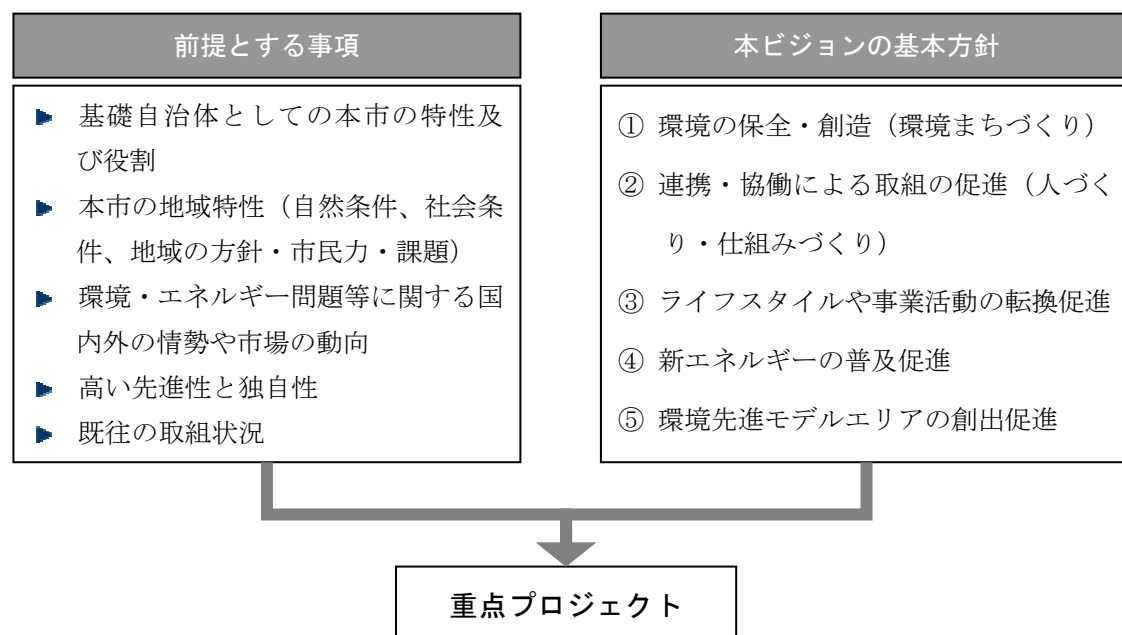 前提とする事項
▶ 基礎自治体としての本市の特性及
び役割
▶ 本市の地域特性（自然条件、社会条
件、地域の方針・市民力・課題）
▶ 環境・エネルギー問題等に関する国
内外の情勢や市場の動向
▶ 高い先進性と独自性
▶ 既往の取組状況
本ビジョンの基本方針
① 環境の保全・創造（環境まちづくり）
② 連携・協働による取組の促進（人づく
り・仕組みづくり）
③ ライフスタイルや事業活動の転換促進
④ 新エネルギーの普及促進
⑤ 環境先進モデルエリアの創出促進
重点プロジェクト